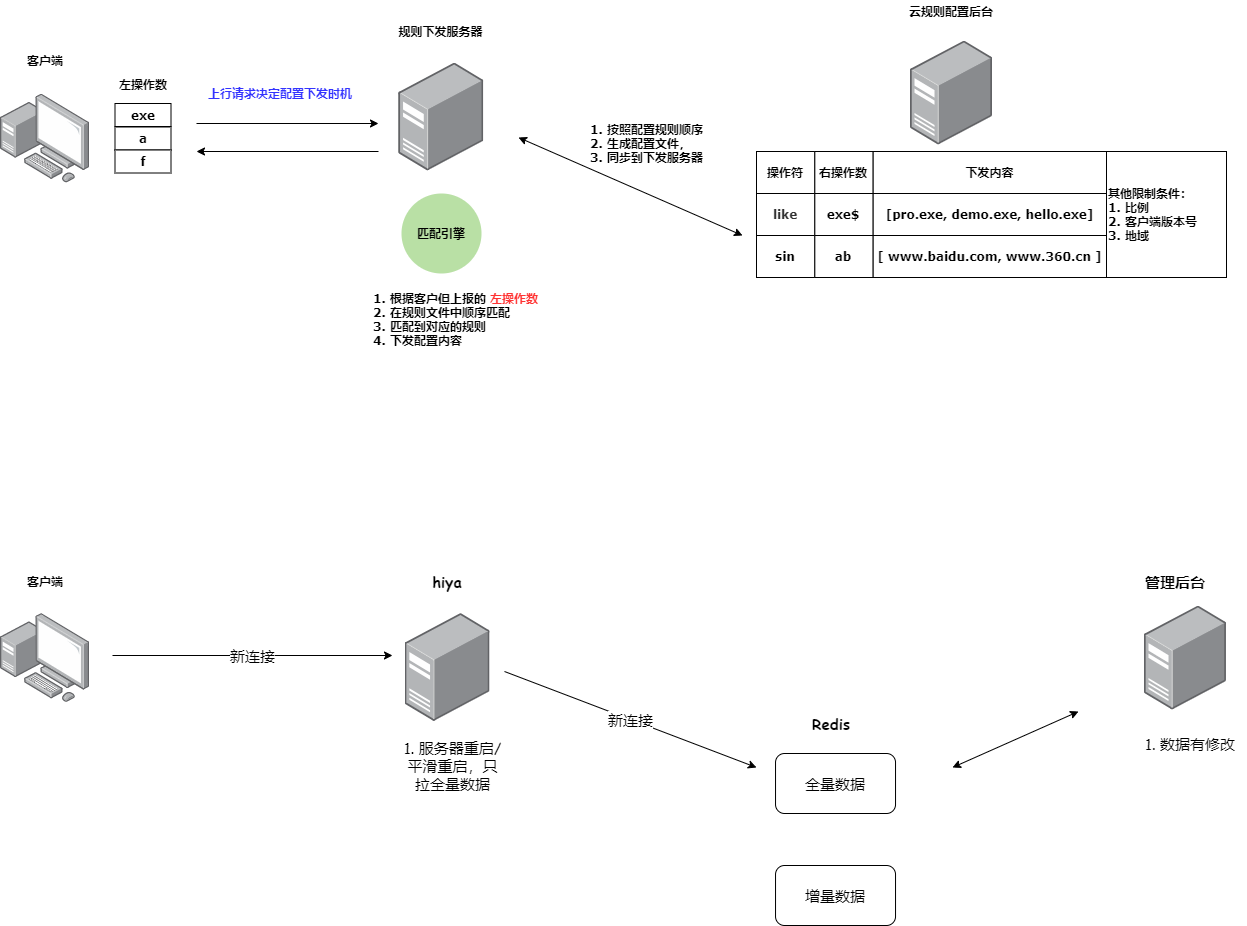 云规则配置后台
规则下发服务器
客户端
左操作数
exe
a
f
上行请求决定配置下发时机
1. 按照配置规则顺序
2. 生成配置文件，
3. 同步到下发服务器
操作符 右操作数 下发内容
like exe$ [pro.exe, demo.exe, hello.exe]
sin ab [ www.baidu.com, www.360.cn ]
其他限制条件：
1. 比例
2. 客户端版本号
3. 地域
匹配引擎
1. 根据客户但上报的 左操作数
2. 在规则文件中顺序匹配
3. 匹配到对应的规则
4. 下发配置内容
客户端
hiya
管理后台
新连接
新连接
Redis
1. 服务器重启/
平滑重启，只
拉全量数据
1. 数据有修改
全量数据
增量数据